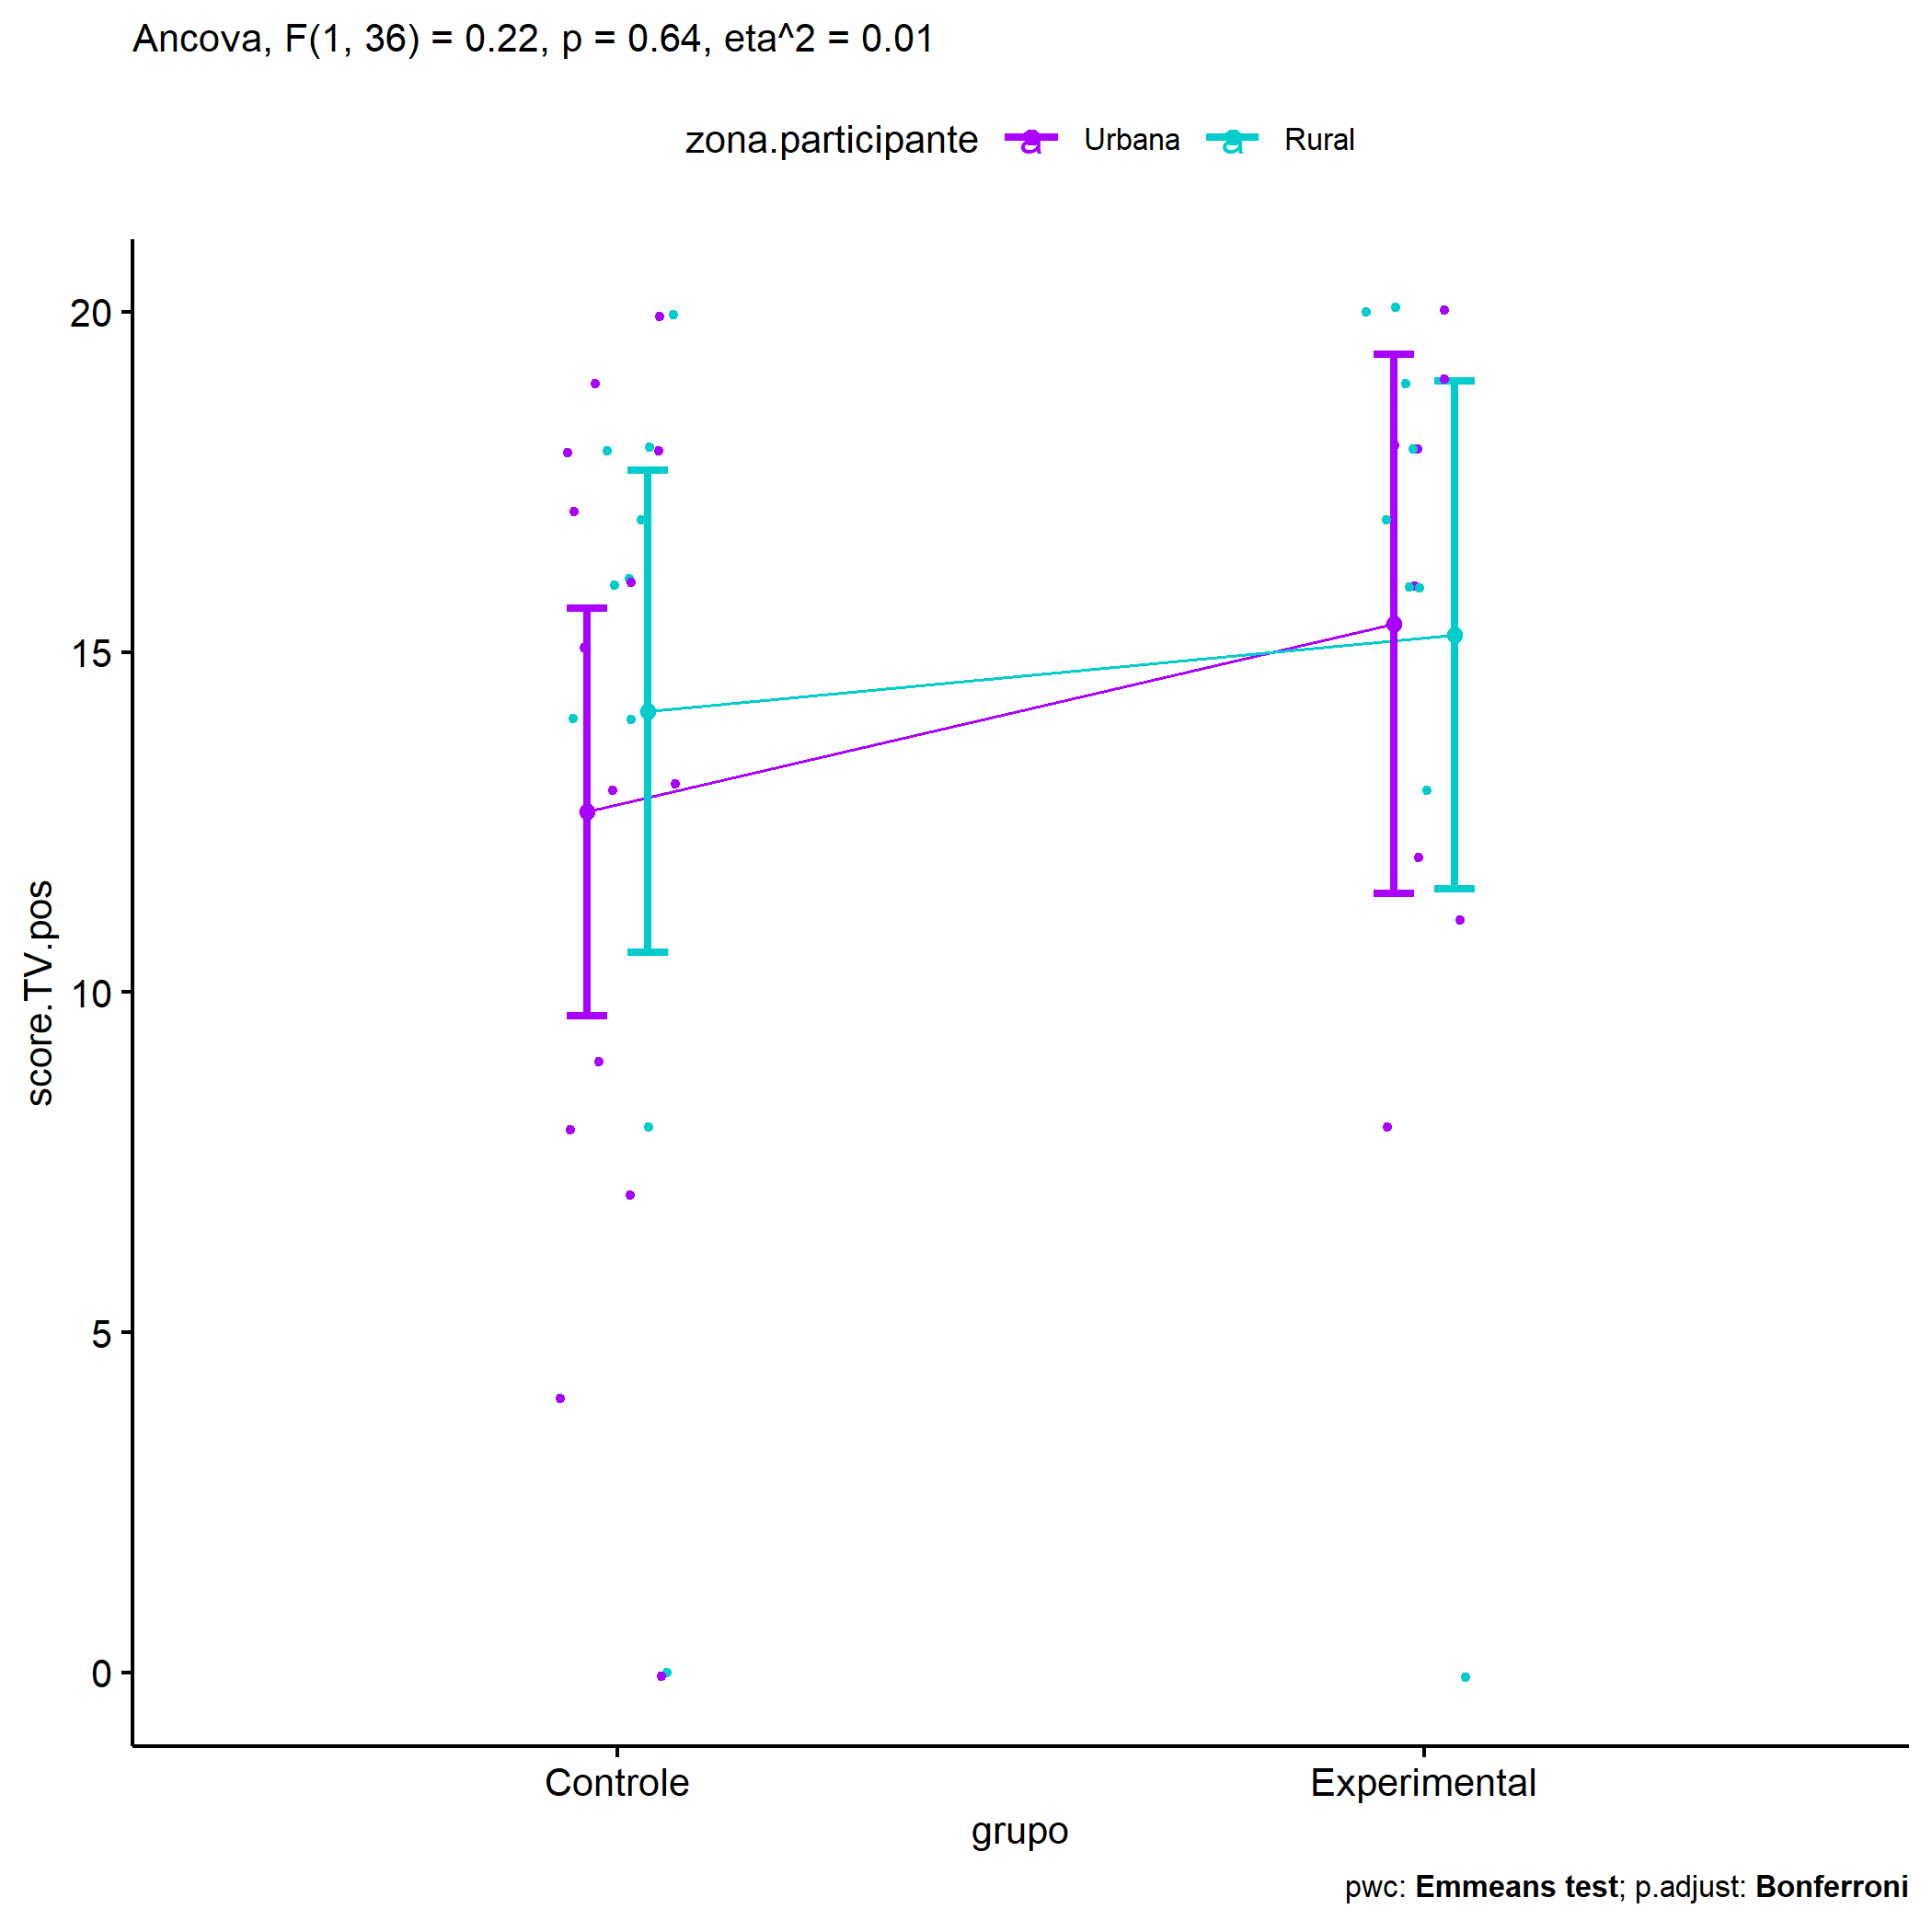 Ancova, F(1, 36) = 0.22, p = 0.64, eta^2 = 0.01
zona.participante a Urbana a Rural
20
15
10
5
0
score.TV.pos
Controle Experimental
grupo
pwc: Emmeans test; p.adjust: Bonferroni